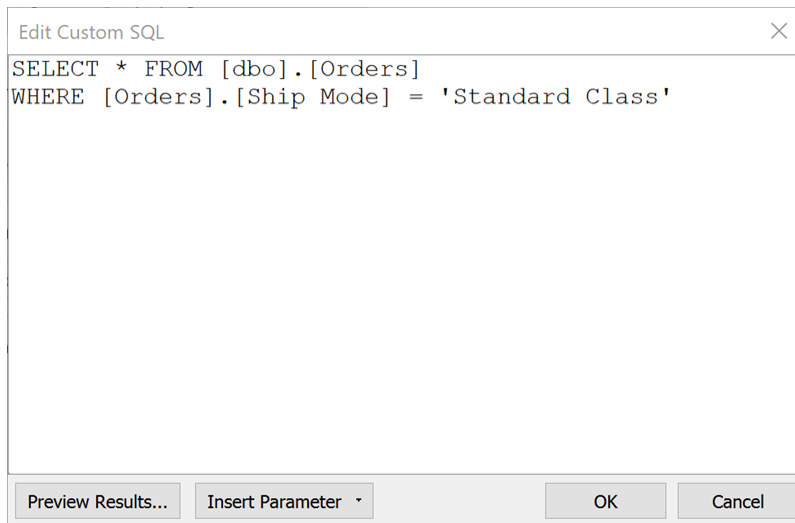 Edit Custom SQL
SELECT * FROM [dbo].[Orders]
WHERE [Orders].[Ship Mode] = 'Standard Class'
Preview Results... Insert Parameter OK Cancel